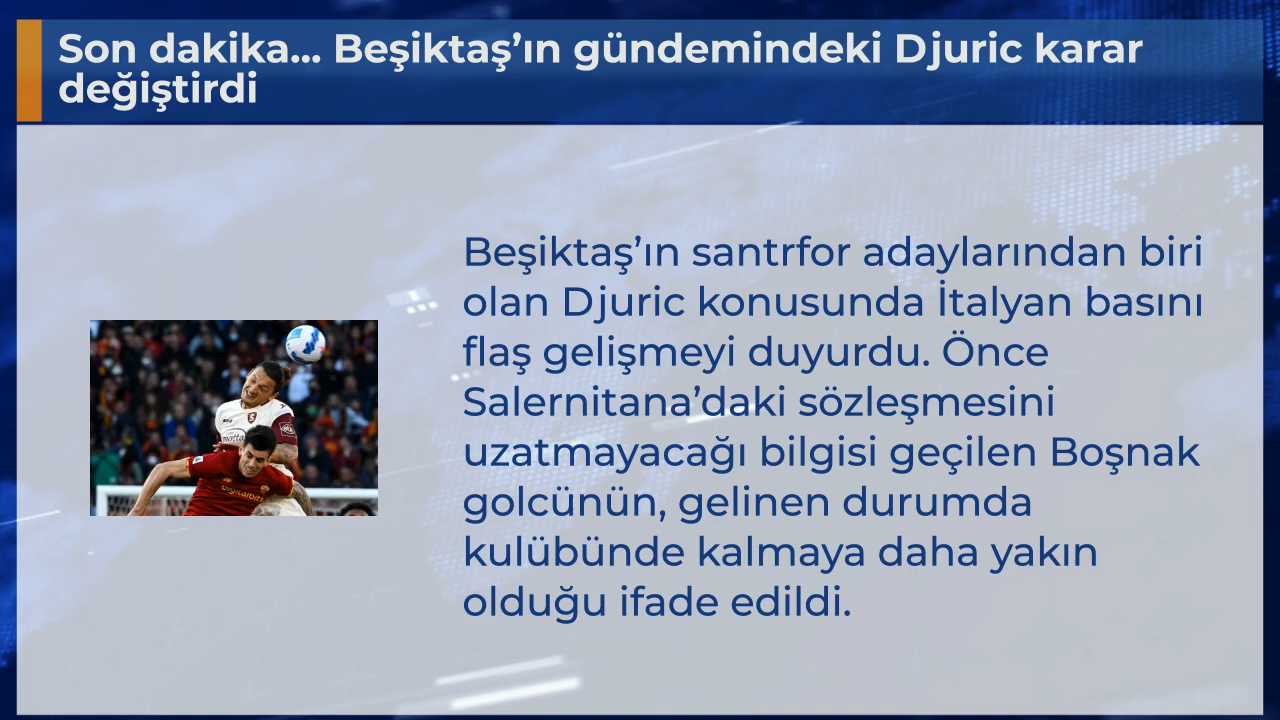 Son dakika... Beşiktaş’ın gündemindeki Djuric karar
değiştirdi
Beşiktaş’ın santrfor adaylarından biri
olan Djuric konusunda İtalyan basını
flaş gelişmeyi duyurdu. Önce
Salernitana’daki sözleşmesini
uzatmayacağı bilgisi geçilen Boşnak
golcünün, gelinen durumda
kulübünde kalmaya daha yakın
olduğu ifade edildi.
digitalbits